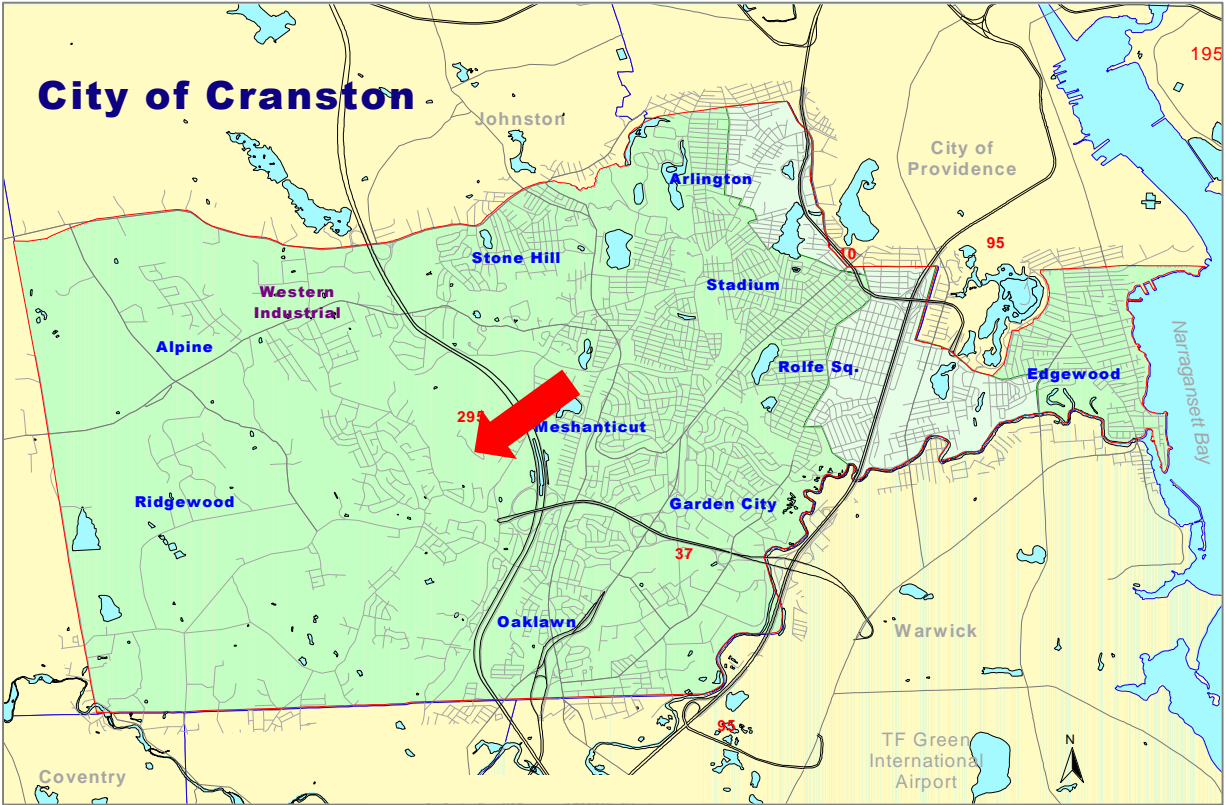 195
City of Cranston
Johnston
City of
Providence
Arlington
10
95
Stone Hill
Stadium
Western
Industrial
Alpine
Rolfe Sq.
Edgewood
Narragansett Bay
295
Meshanticut
Ridgewood
Garden City
37
Oaklawn
Warwick
95
TF Green
International
Airport
N
Coventry